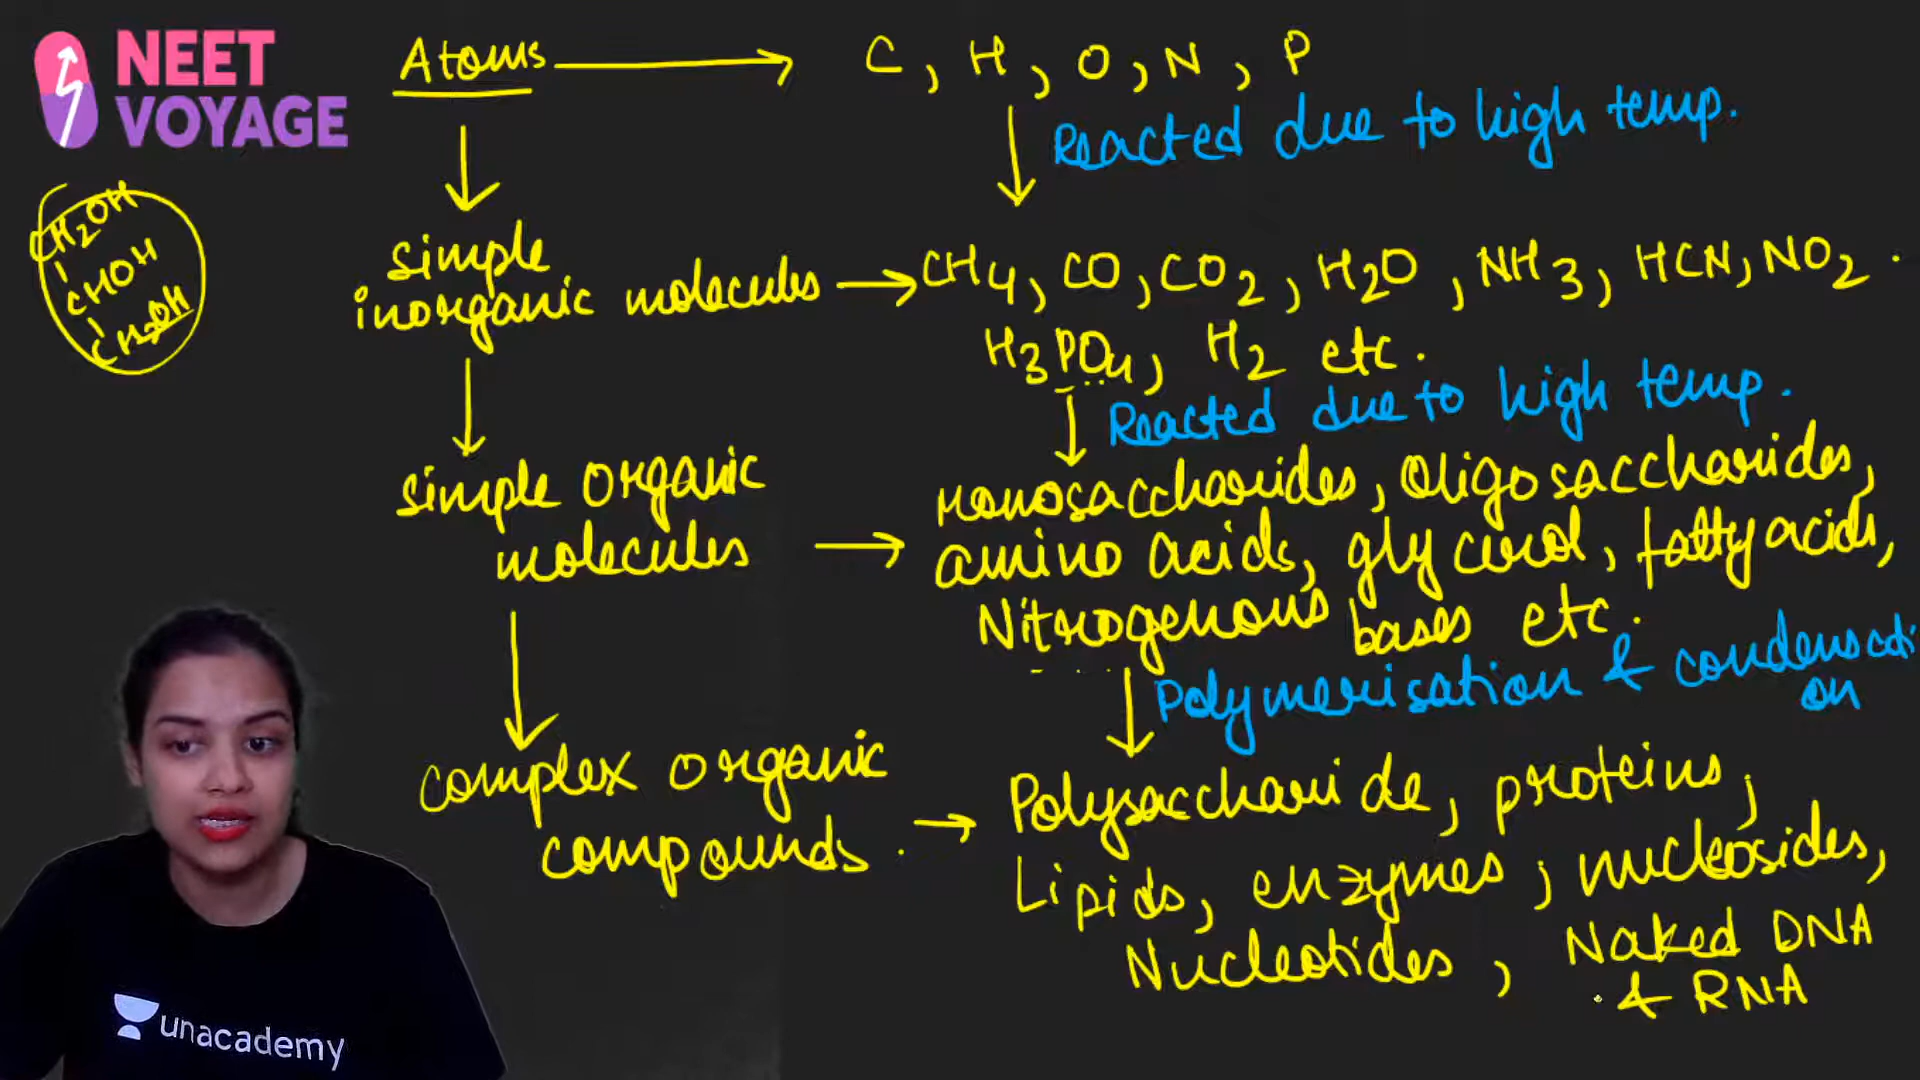 NEET
VOYAGE
Atoms → C, H, O, N, P
Reacted due to high temp.
CH2OH
CHOH
CH2OH
simple
inorganic molecules → CH4, CO, CO2, H2O, NH3, HCN, NO2.
H3PO4, H2 etc.
Reacted due to high temp.
simple organic
molecules → Monosaccharides, Oligosaccharides,
amino acids, glycerol, fatty acids,
Nitrogenous bases etc.
Polymerisation & condensati
on
complex organic
compounds. → Polysaccharide, proteins,
Lipids, enzymes, nucleosides,
Nucleotides, Naked DNA
& RNA
unacademy